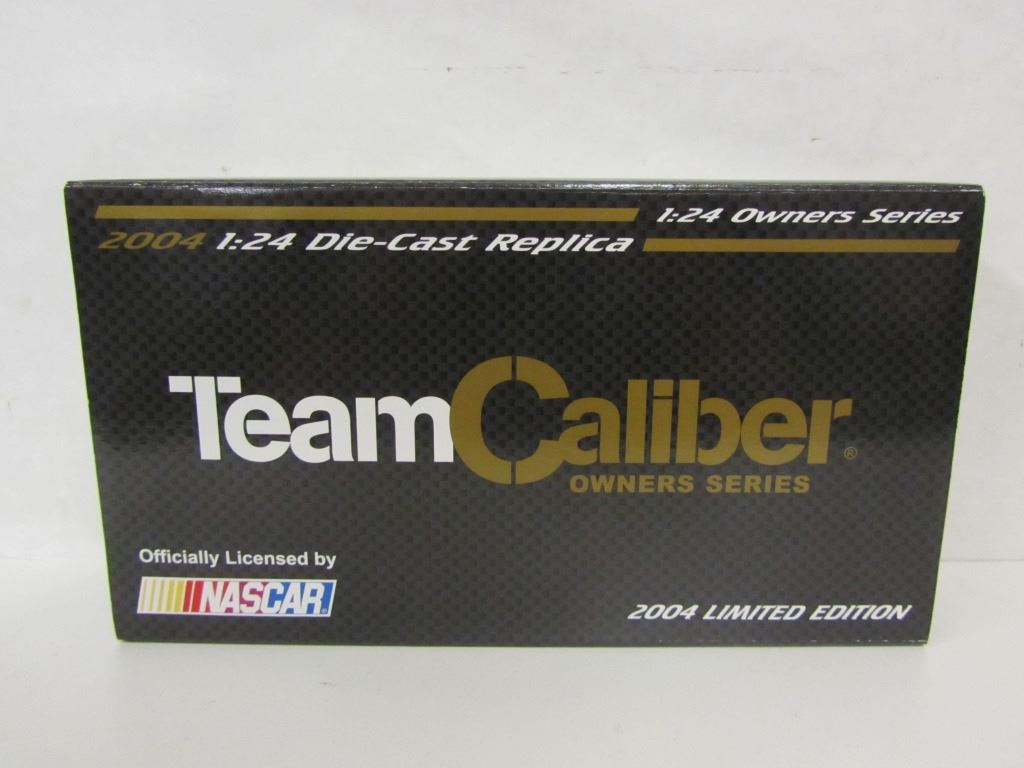 1:24 Owners Series
2004 1:24 Die-Cast Replica
TeamCaliber®
OWNERS SERIES
Officially Licensed by
NASCAR®
2004 LIMITED EDITION